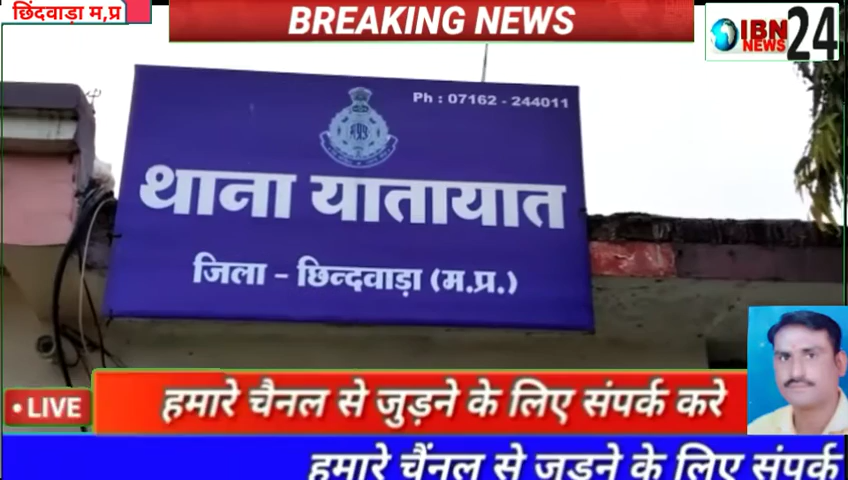 छिंदवाड़ा म,प्र
BREAKING NEWS
IBN
NEWS
24
Ph : 07162 - 244011
थाना यातायात
जिला - छिन्दवाड़ा (म.प्र.)
• LIVE
हमारे चैनल से जुड़ने के लिए संपर्क करे
हमारे चैंनल से जुड़ने के लिए संपर्क